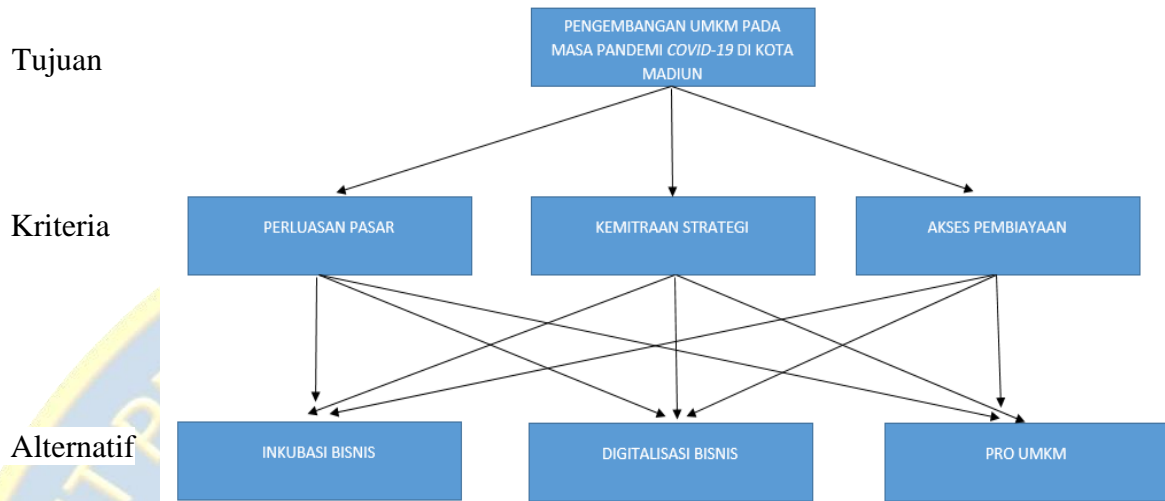 Tujuan
PENGEMBANGAN UMKM PADA
MASA PANDEMI COVID-19 DI KOTA
MADIUN
Kriteria
PERLUASAN PASAR
KEMITRAAN STRATEGI
AKSES PEMBIAYAAN
Alternatif
INKUBASI BISNIS
DIGITALISASI BISNIS
PRO UMKM